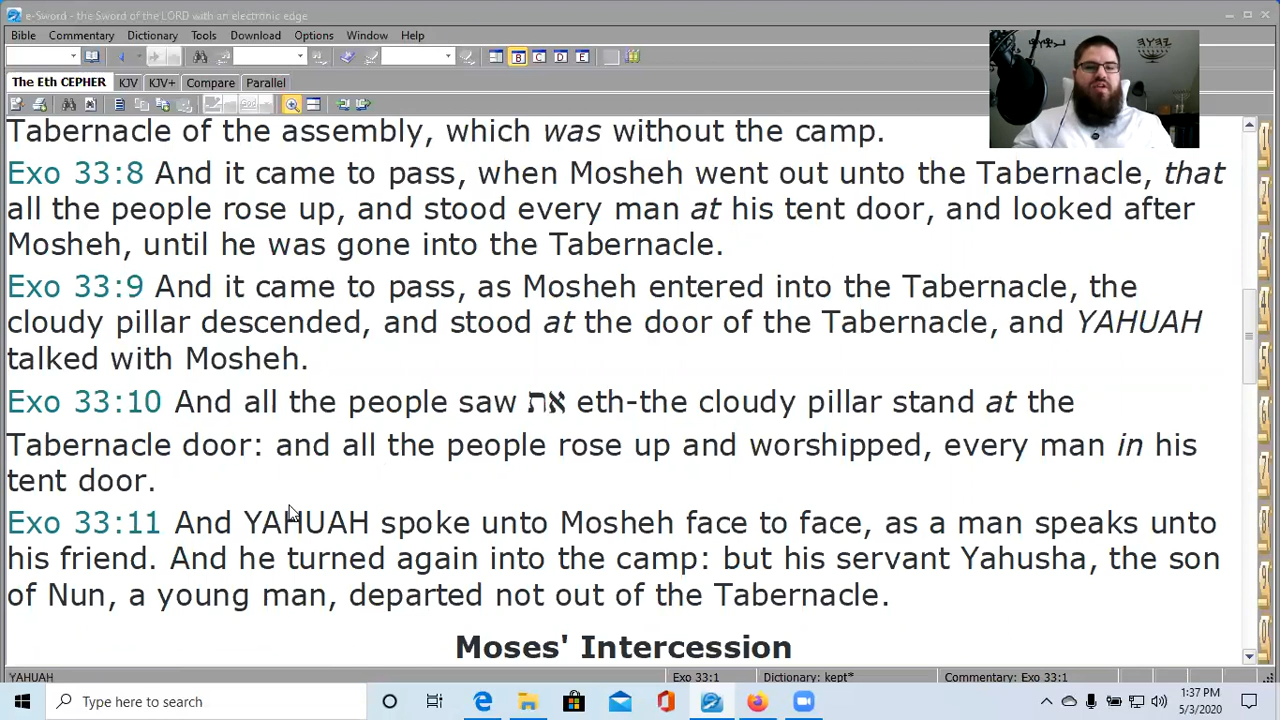 e-Sword - the Sword of the LORD with an electronic edge
Bible Commentary Dictionary Tools Download Options Window Help
B C D E
The Eth CEPHER KJV KJV+ Compare Parallel
Tabernacle of the assembly, which was without the camp.
Exo 33:8 And it came to pass, when Mosheh went out unto the Tabernacle, that
all the people rose up, and stood every man at his tent door, and looked after
Mosheh, until he was gone into the Tabernacle.
Exo 33:9 And it came to pass, as Mosheh entered into the Tabernacle, the
cloudy pillar descended, and stood at the door of the Tabernacle, and YAHUAH
talked with Mosheh.
Exo 33:10 And all the people saw את eth-the cloudy pillar stand at the
Tabernacle door: and all the people rose up and worshipped, every man in his
tent door.
Exo 33:11 And YAHUAH spoke unto Mosheh face to face, as a man speaks unto
his friend. And he turned again into the camp: but his servant Yahusha, the son
of Nun, a young man, departed not out of the Tabernacle.
Moses' Intercession
YAHUAH Exo 33:1 Dictionary: kept* Commentary: Exo 33:1
Type here to search
1:37 PM
5/3/2020